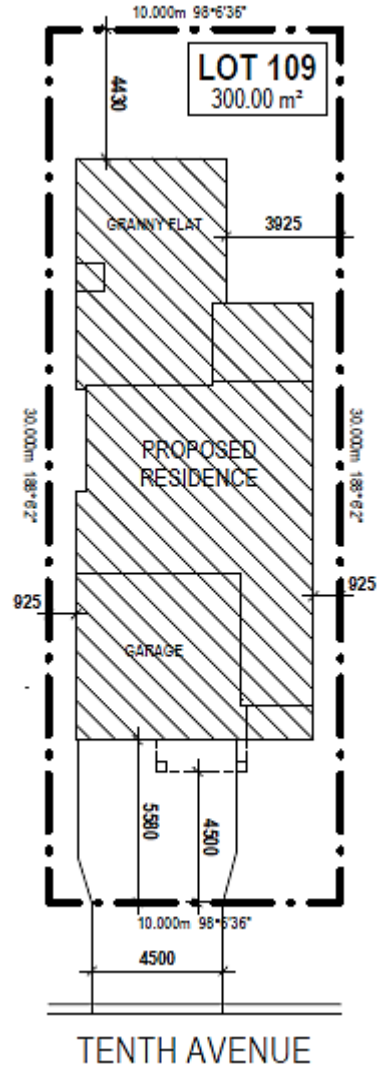 10.000m 98°6'36"
LOT 109
300.00 m²
4430
GRANNY FLAT
3925
PROPOSED
RESIDENCE
30.000m 188°6'2"
30.000m 188°6'2"
925
925
GARAGE
5580
4500
10.000m 98°6'36"
4500
TENTH AVENUE